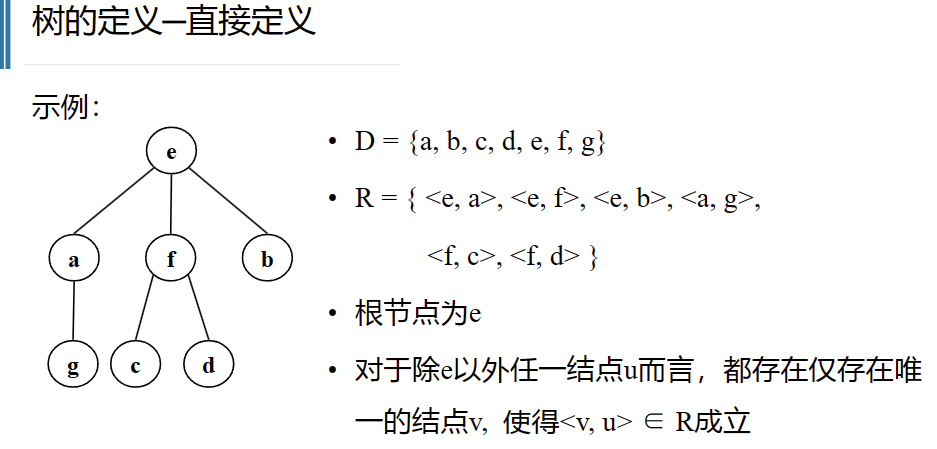 树的定义—直接定义
示例：
e
a
f
b
g
c
d
• D = {a, b, c, d, e, f, g}
• R = { <e, a>, <e, f>, <e, b>, <a, g>,
<f, c>, <f, d> }
• 根节点为e
• 对于除e以外任一结点u而言，都存在仅存在唯
一的结点v, 使得<v, u> ∈ R成立